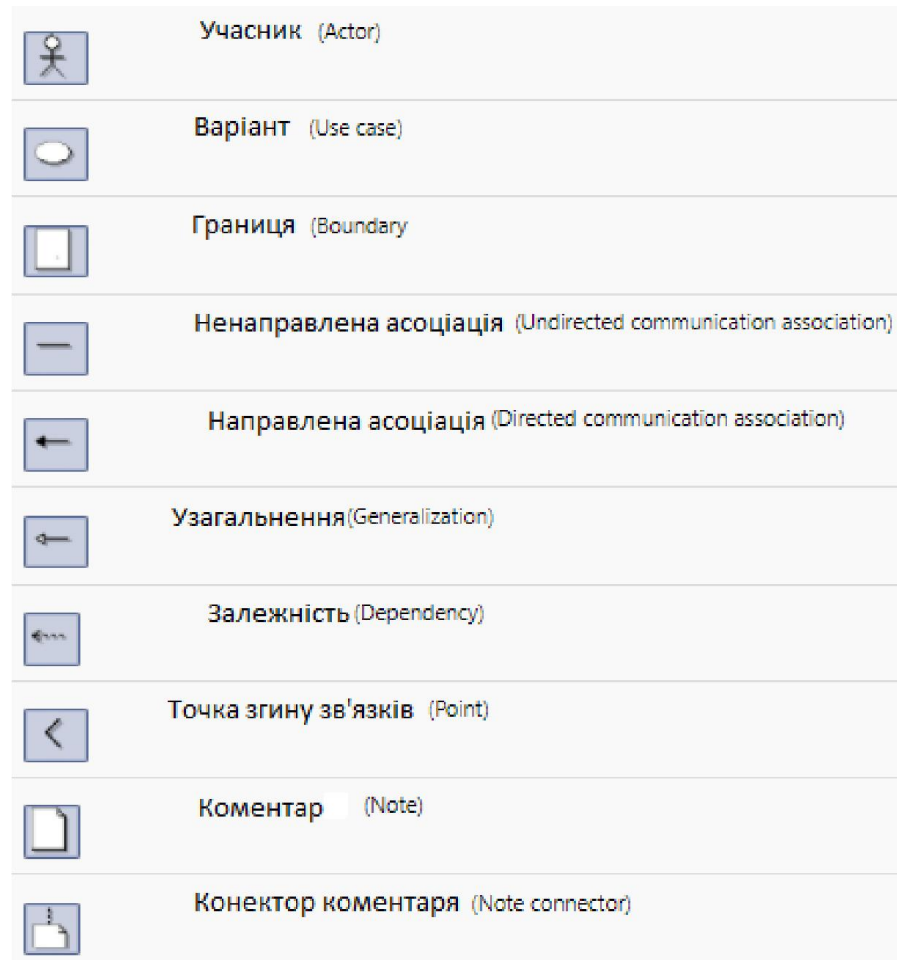 Учасник (Actor)
Варіант (Use case)
Границя (Boundary
Ненаправлена асоціація (Undirected communication association)
Направлена асоціація (Directed communication association)
Узагальнення(Generalization)
Залежність (Dependency)
Точка згину зв'язків (Point)
Коментар (Note)
Конектор коментаря (Note connector)